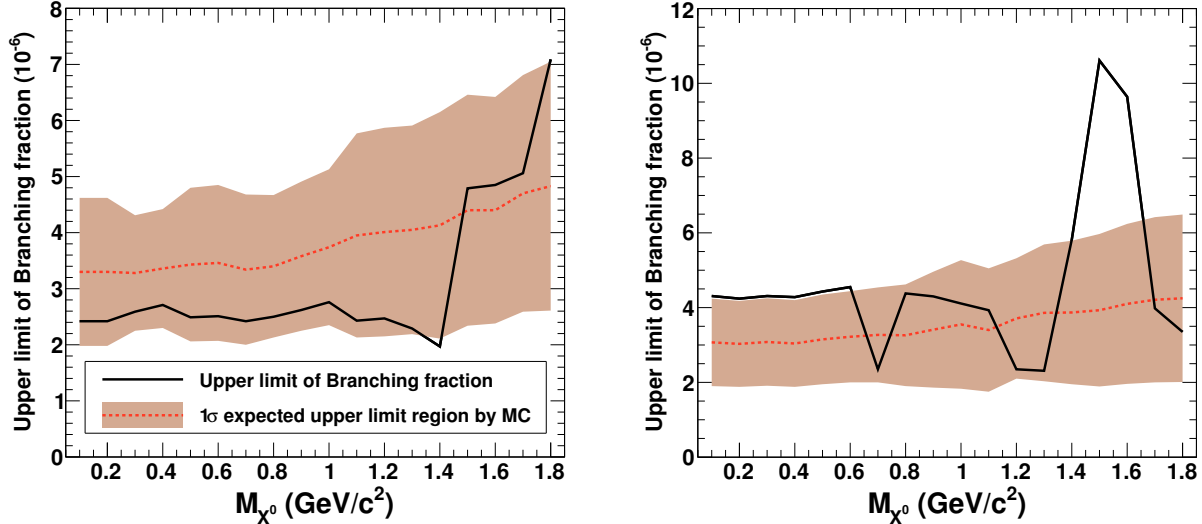 Upper limit of Branching fraction (10⁻⁶)
8
7
6
5
4
3
2
1
0
Upper limit of Branching fraction
1σ expected upper limit region by MC
0.2 0.4 0.6 0.8 1 1.2 1.4 1.6 1.8
M_X⁰ (GeV/c²)
Upper limit of Branching fraction (10⁻⁶)
12
10
8
6
4
2
0
0.2 0.4 0.6 0.8 1 1.2 1.4 1.6 1.8
M_X⁰ (GeV/c²)